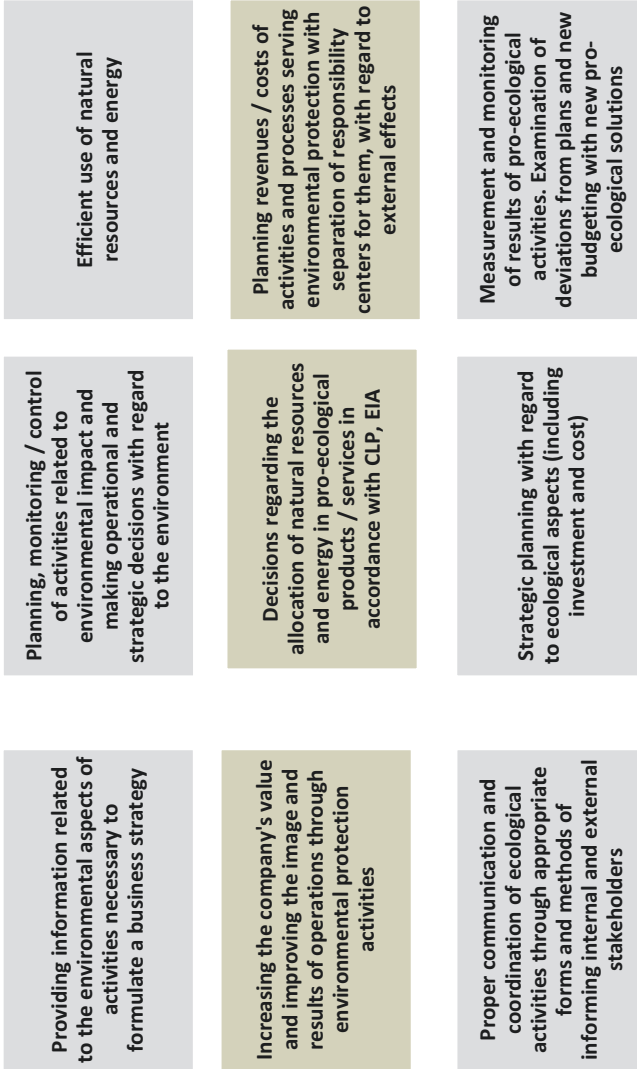 Providing information related
to the environmental aspects of
activities necessary to
formulate a business strategy
Planning, monitoring / control
of activities related to
environmental impact and
making operational and
strategic decisions with regard
to the environment
Efficient use of natural
resources and energy
Increasing the company's value
and improving the image and
results of operations through
environmental protection
activities
Decisions regarding the
allocation of natural resources
and energy in pro-ecological
products / services in
accordance with CLP, EIA
Planning revenues / costs of
activities and processes serving
environmental protection with
separation of responsibility
centers for them, with regard to
external effects
Proper communication and
coordination of ecological
activities through appropriate
forms and methods of
informing internal and external
stakeholders
Strategic planning with regard
to ecological aspects (including
investment and cost)
Measurement and monitoring
of results of pro-ecological
activities. Examination of
deviations from plans and new
budgeting with new pro-
ecological solutions